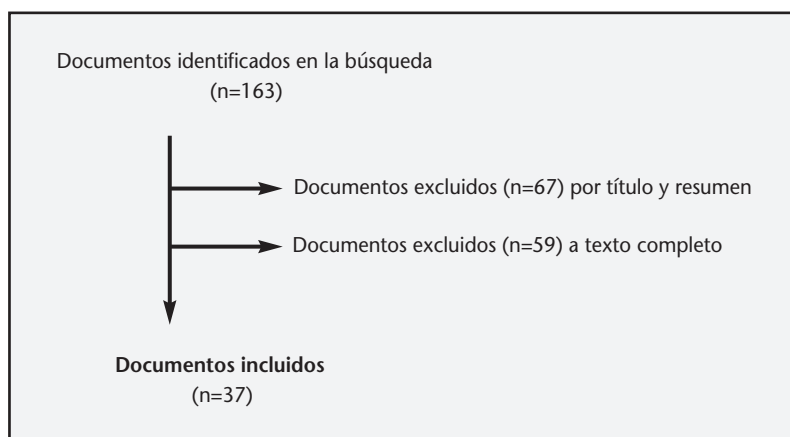 Documentos identificados en la búsqueda
(n=163)
Documentos excluidos (n=67) por título y resumen
Documentos excluidos (n=59) a texto completo
Documentos incluidos
(n=37)